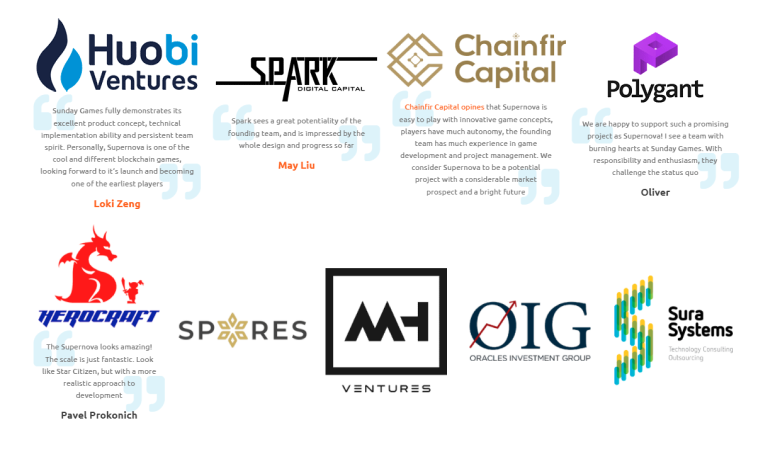 Huobi
Ventures
Sunday Games fully demonstrates its
excellent product concept, technical
implementation ability and persistent team
spirit. Personally, Supernova is one of the
cool and different blockchain games,
looking forward to it's launch and becoming
one of the earliest players
Loki Zeng
SPARK
DIGITAL CAPITAL
Spark sees a great potentiality of the
founding team, and is impressed by the
whole design and progress so far
May Liu
Chainfir
Capital
Chainfir Capital opines that Supernova is
easy to play with innovative game concepts,
players have much autonomy, the founding
team has much experience in game
development and project management. We
consider Supernova to be a potential
project with a considerable market
prospect and a bright future
Polygant
We are happy to support such a promising
project as Supernova! I see a team with
burning hearts at Sunday Games. With
responsibility and enthusiasm, they
challenge the status quo
Oliver
HEROCRAFT
The Supernova looks amazing!
The scale is just fantastic. Look
like Star Citizen, but with a more
realistic approach to
development
Pavel Prokonich
SPORES
MH
VENTURES
OIG
ORACLES INVESTMENT GROUP
Sura
Systems
Technology Consulting
Outsourcing